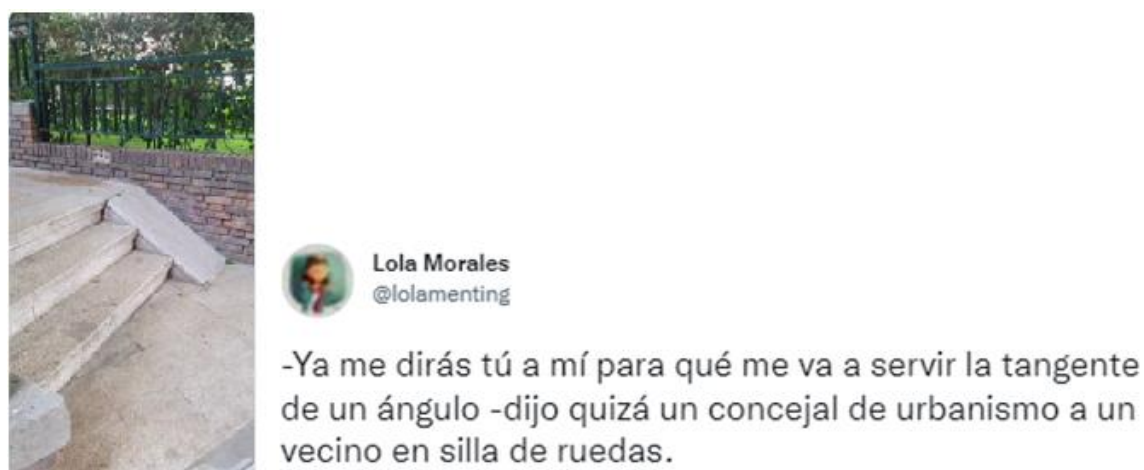 Lola Morales
@lolamenting
-Ya me dirás tú a mí para qué me va a servir la tangente
de un ángulo -dijo quizá un concejal de urbanismo a un
vecino en silla de ruedas.